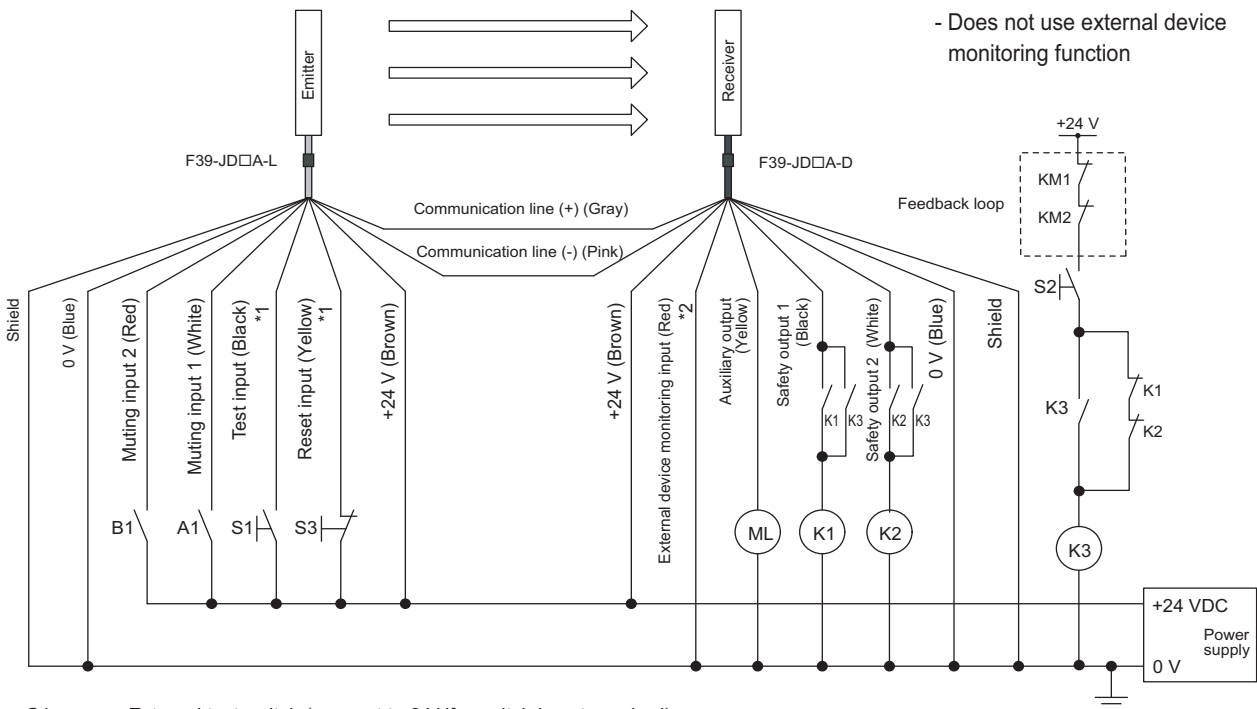 - Does not use external device
monitoring function
Emitter
Receiver
F39-JD□A-L
F39-JD□A-D
Communication line (+) (Gray)
Communication line (-) (Pink)
+24 V
KM1
KM2
Feedback loop
S2
K3
K1
K2
K3
Shield
0 V (Blue)
Muting input 2 (Red)
Muting input 1 (White)
Test input (Black)
*1
Reset input (Yellow)
*1
+24 V (Brown)
+24 V (Brown)
External device monitoring input (Red)
*2
Auxiliary output
(Yellow)
Safety output 1
(Black)
Safety output 2 (White)
0 V (Blue)
Shield
K1
K3
K2
K3
B1
A1
S1
S3
ML
K1
K2
+24 VDC
Power
supply
0 V